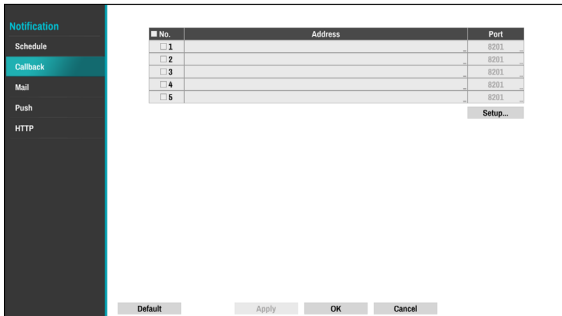 Notification
Schedule
Callback
Mail
Push
HTTP
No. Address Port
1 8201
2 8201
3 8201
4 8201
5 8201
Setup...
Default Apply OK Cancel